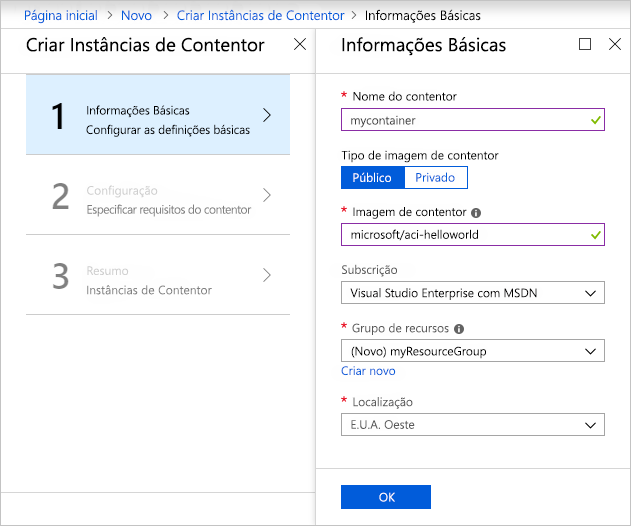 Página inicial > Novo > Criar Instâncias de Contentor > Informações Básicas
Criar Instâncias de Contentor
1
Informações Básicas
Configurar as definições básicas
2
Configuração
Especificar requisitos do contentor
3
Resumo
Instâncias de Contentor
Informações Básicas
* Nome do contentor
mycontainer
Tipo de imagem de contentor
Público Privado
* Imagem de contentor
microsoft/aci-helloworld
Subscrição
Visual Studio Enterprise com MSDN
* Grupo de recursos
(Novo) myResourceGroup
Criar novo
* Localização
E.U.A. Oeste
OK